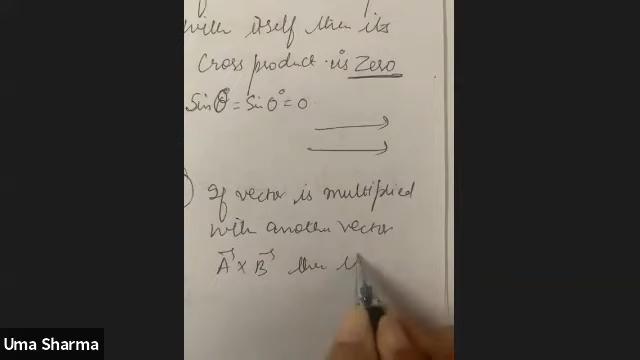 with itself then its
cross product is Zero
Sin θ° = Sin 0° = 0
If vector is multiplied
with another vector
A × B then
Uma Sharma